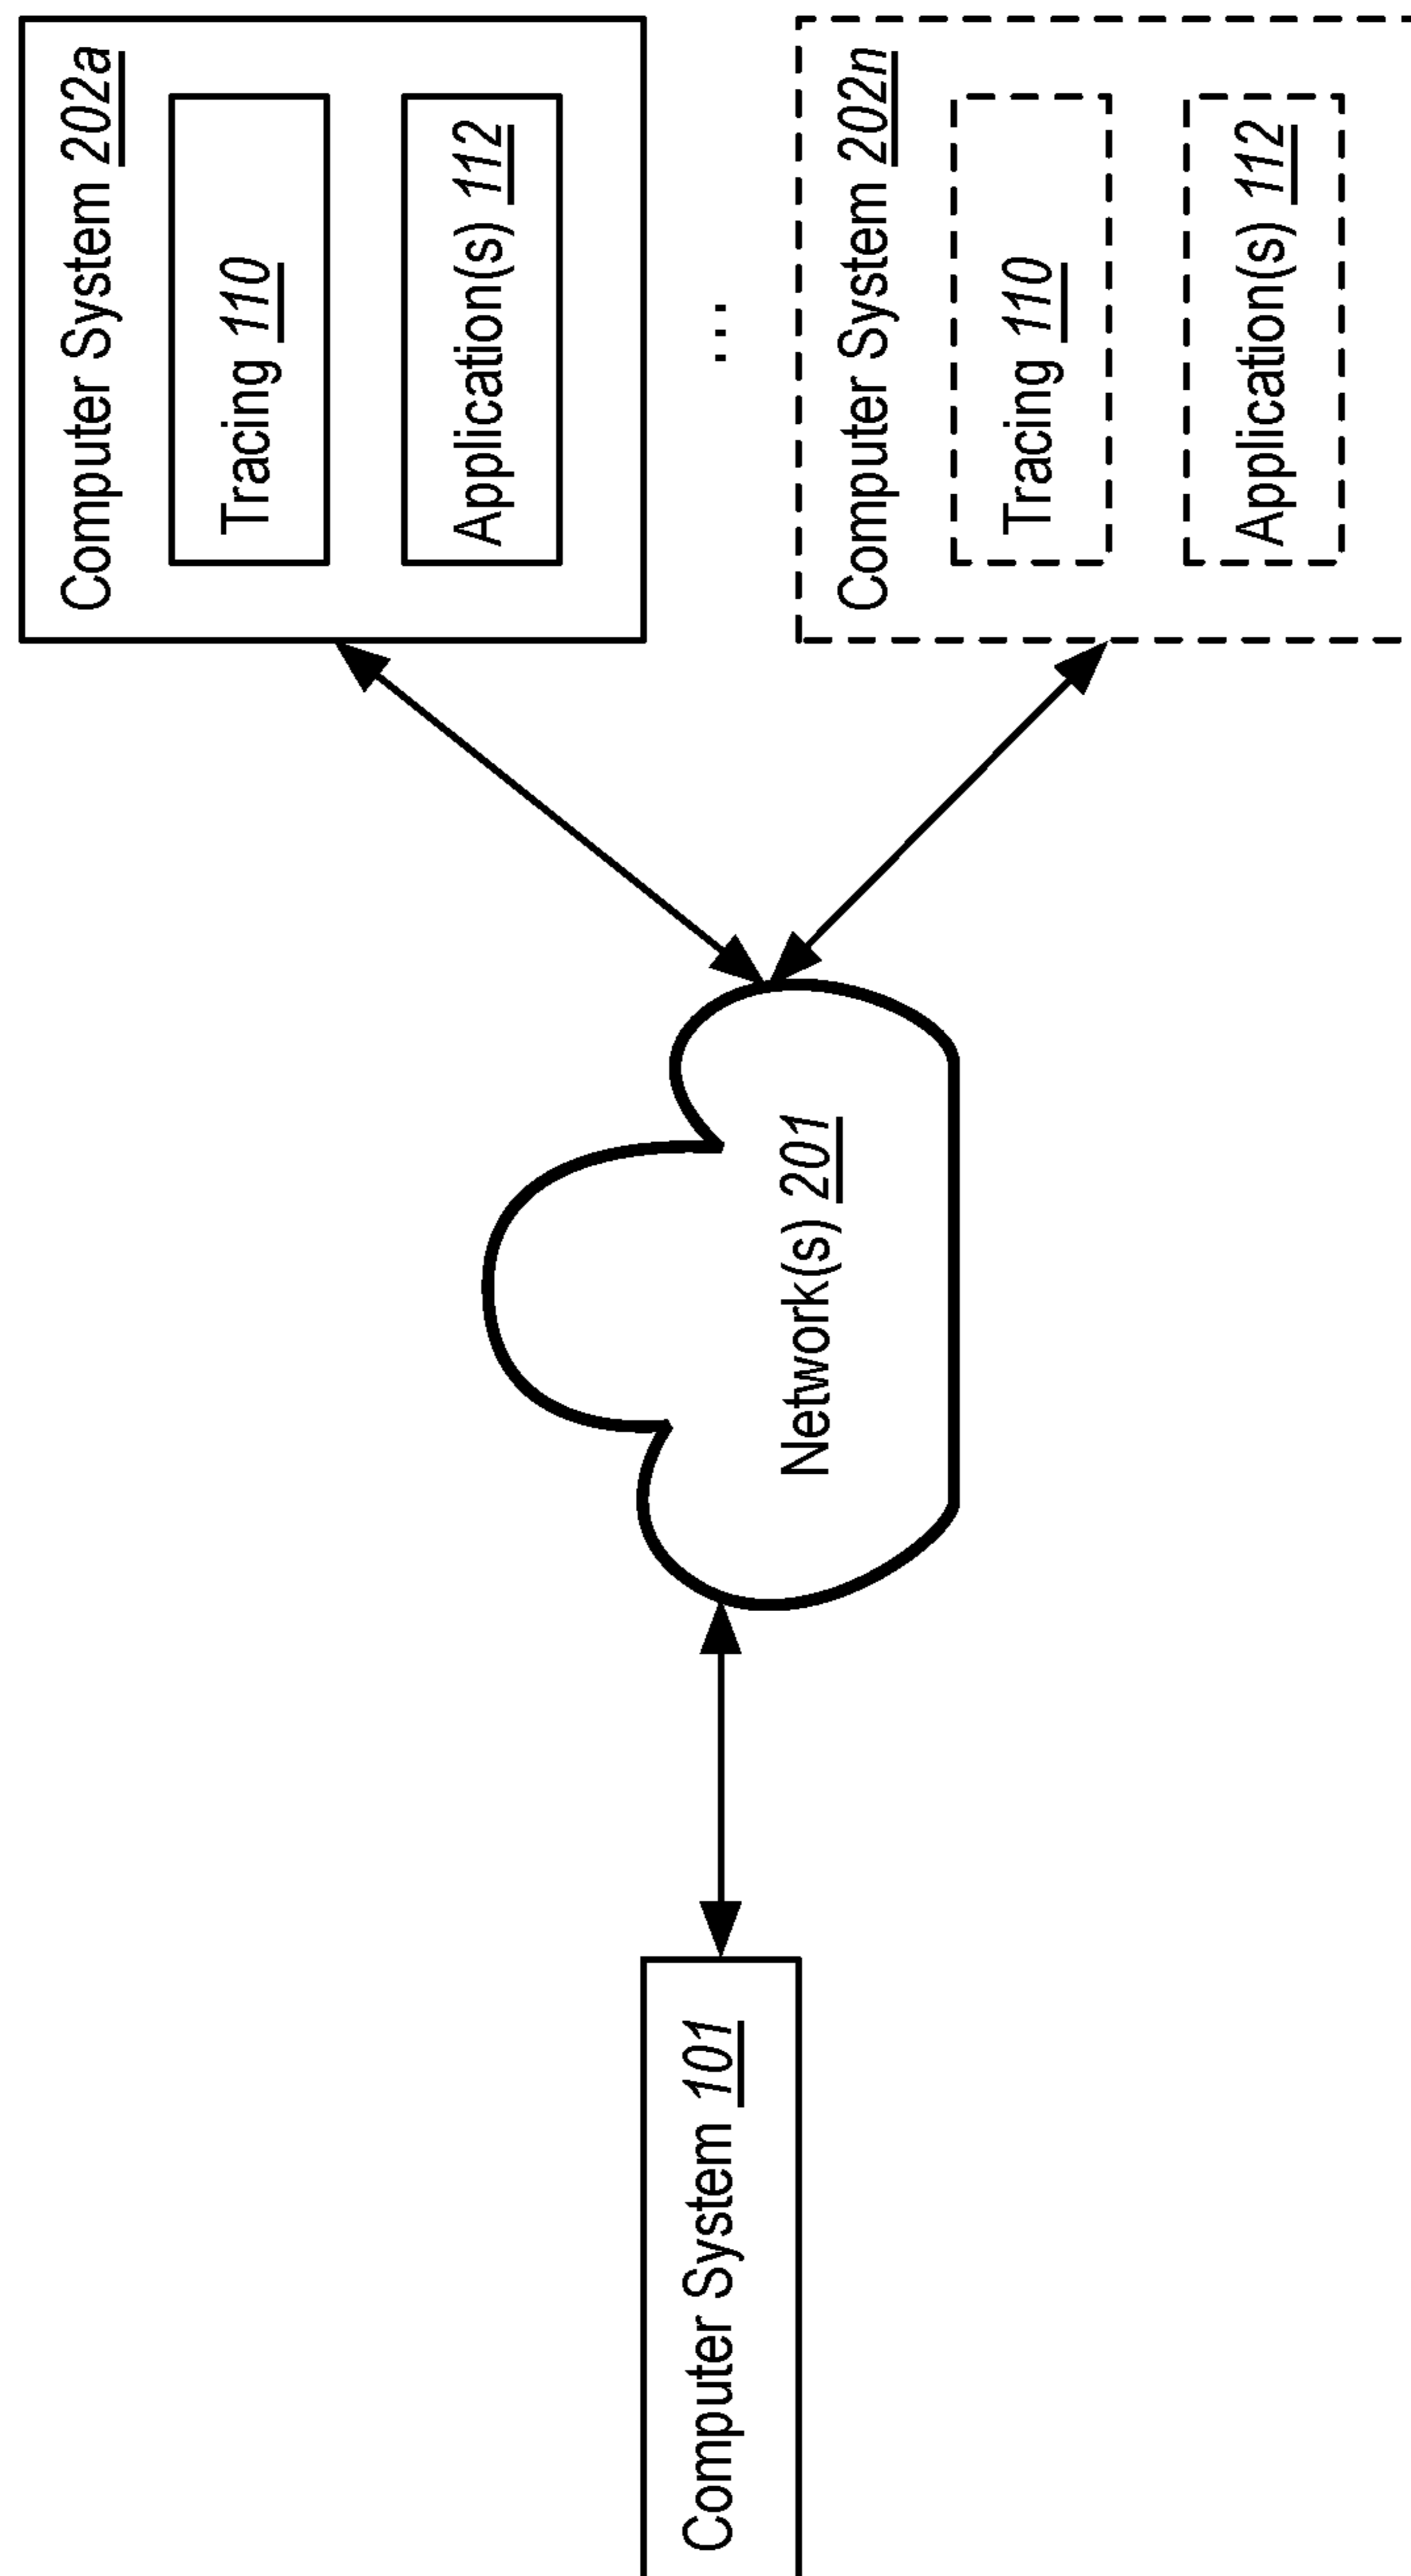 Computer System 101
Network(s) 201
Computer System 202a
Tracing 110
Application(s) 112
...
Computer System 202n
Tracing 110
Application(s) 112